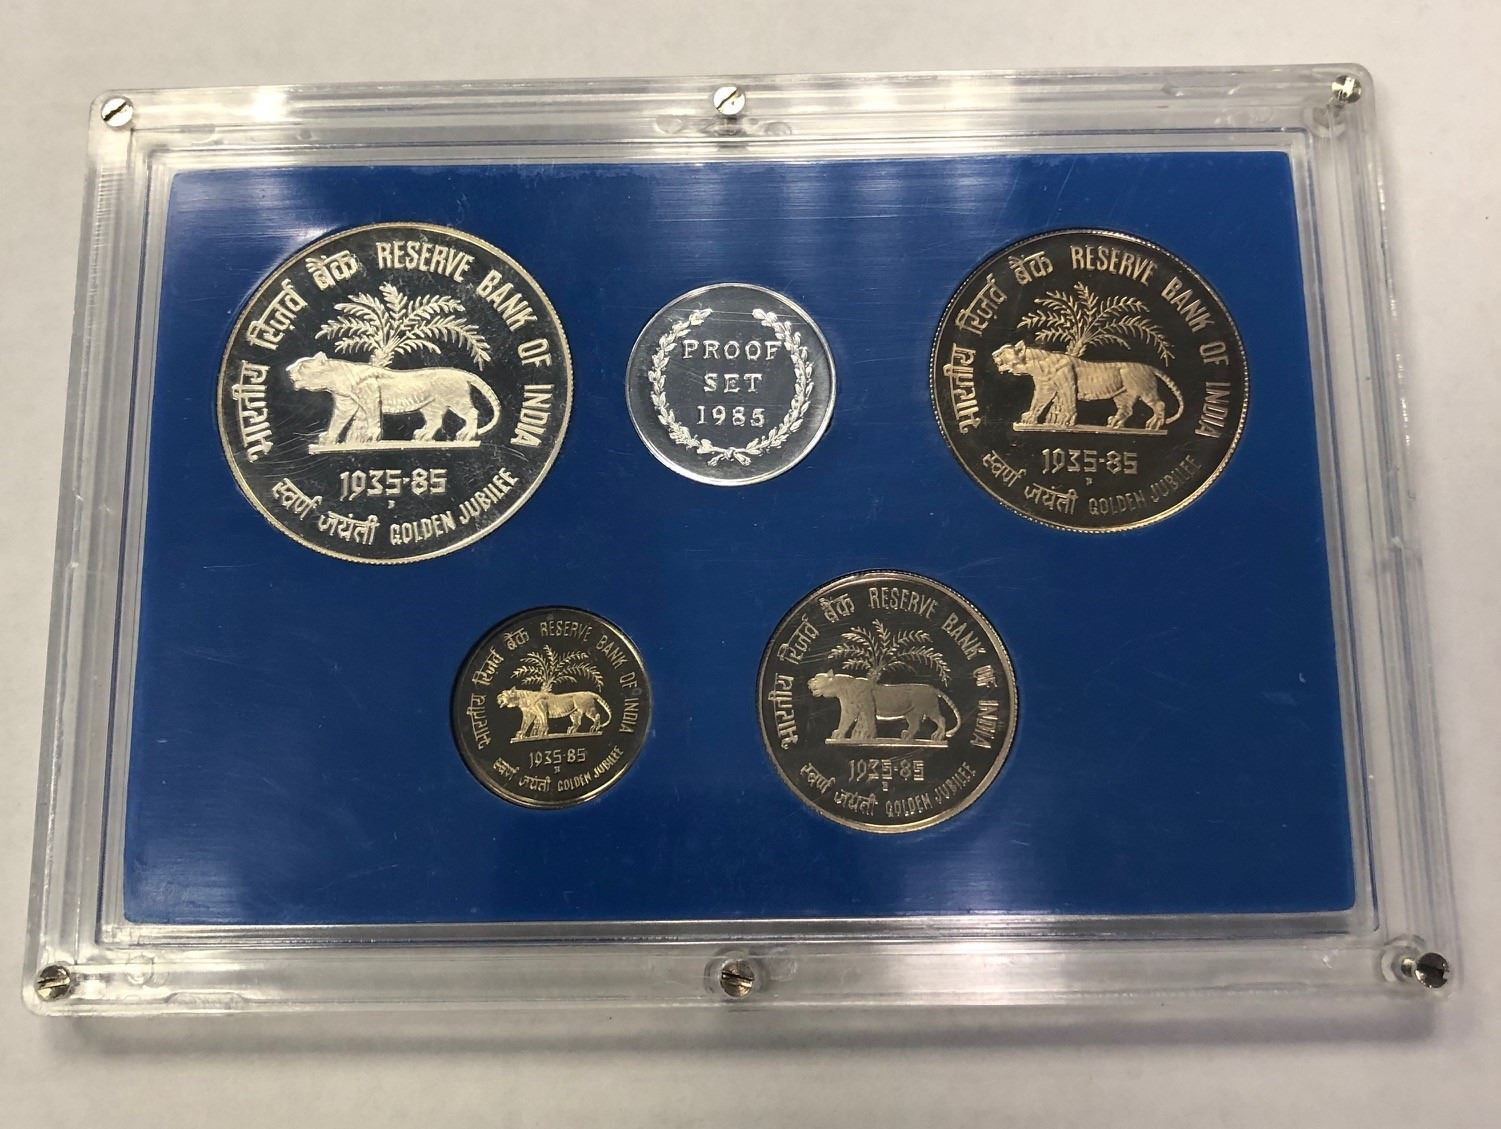 भारतीय रिज़र्व बैंक RESERVE BANK OF INDIA
1935-85
स्वर्ण जयंती GOLDEN JUBILEE
PROOF
SET
1985
भारतीय रिज़र्व बैंक RESERVE BANK OF INDIA
1935-85
स्वर्ण जयंती GOLDEN JUBILEE
भारतीय रिज़र्व बैंक RESERVE BANK OF INDIA
1935-85
स्वर्ण जयंती GOLDEN JUBILEE
भारतीय रिज़र्व बैंक RESERVE BANK OF INDIA
1935-85
स्वर्ण जयंती GOLDEN JUBILEE